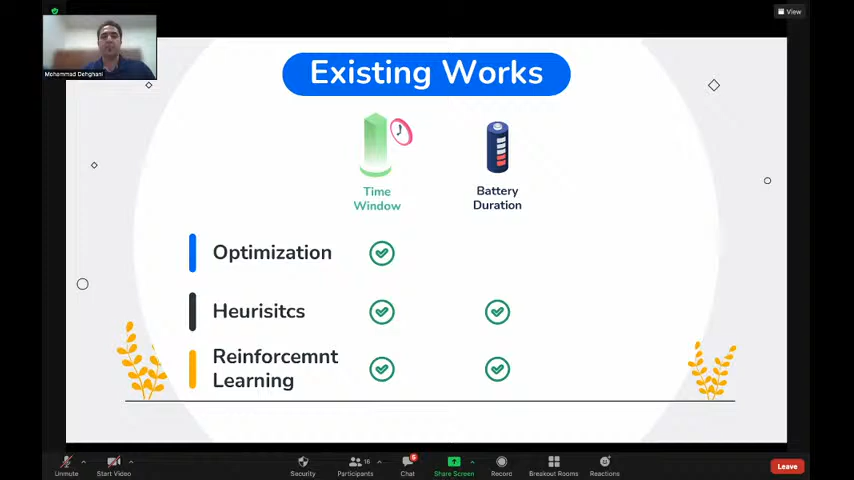 View
Mohammad Dehghani
Existing Works
Time
Window
Battery
Duration
Optimization
Heurisitcs
Reinforcemnt
Learning
Unmute
Start Video
Security
Participants
16
Chat
Share Screen
Record
Breakout Rooms
Reactions
Leave